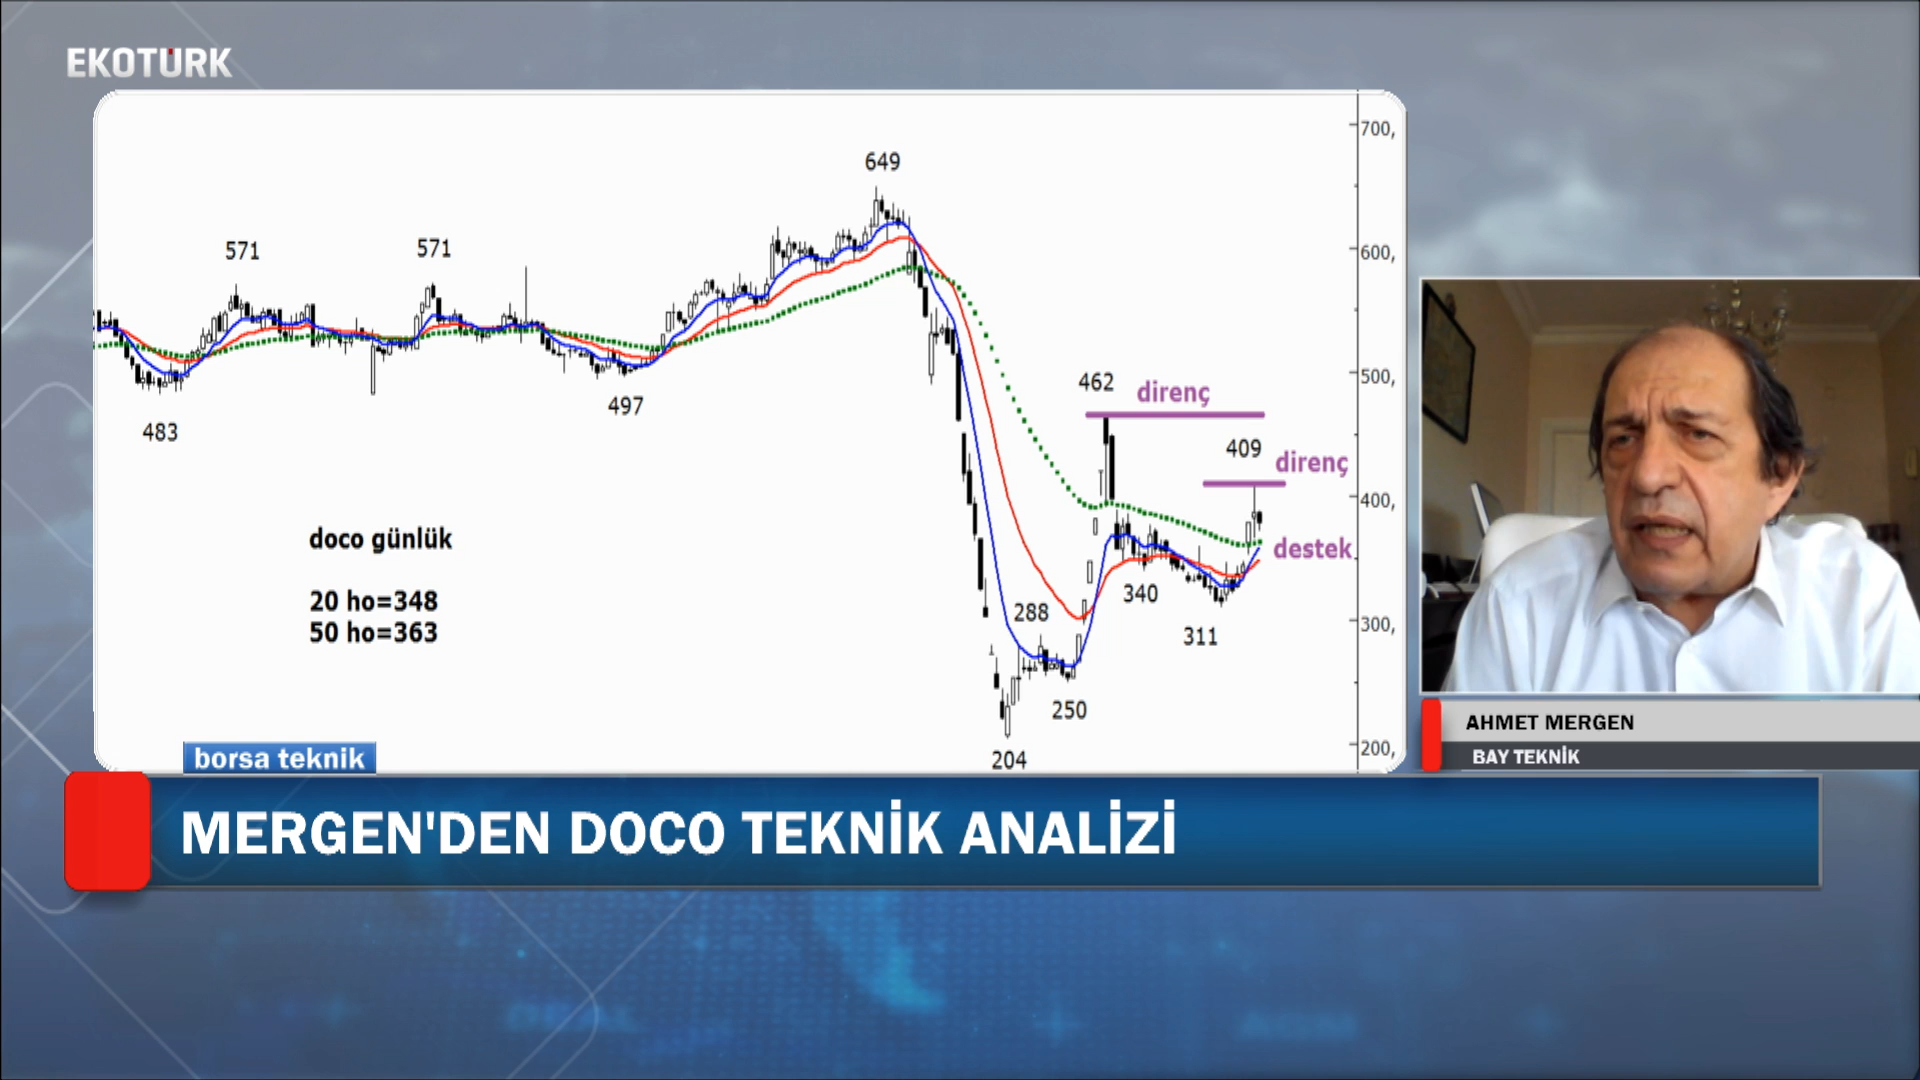 EKOTÜRK
700,
649
600,
571
571
500,
462
direnç
497
483
409
direnç
400,
doco günlük
destek
20 ho=348
340
288
50 ho=363
300,
311
250
204
200,
AHMET MERGEN
BAY TEKNİK
borsa teknik
MERGEN'DEN DOCO TEKNİK ANALİZİ